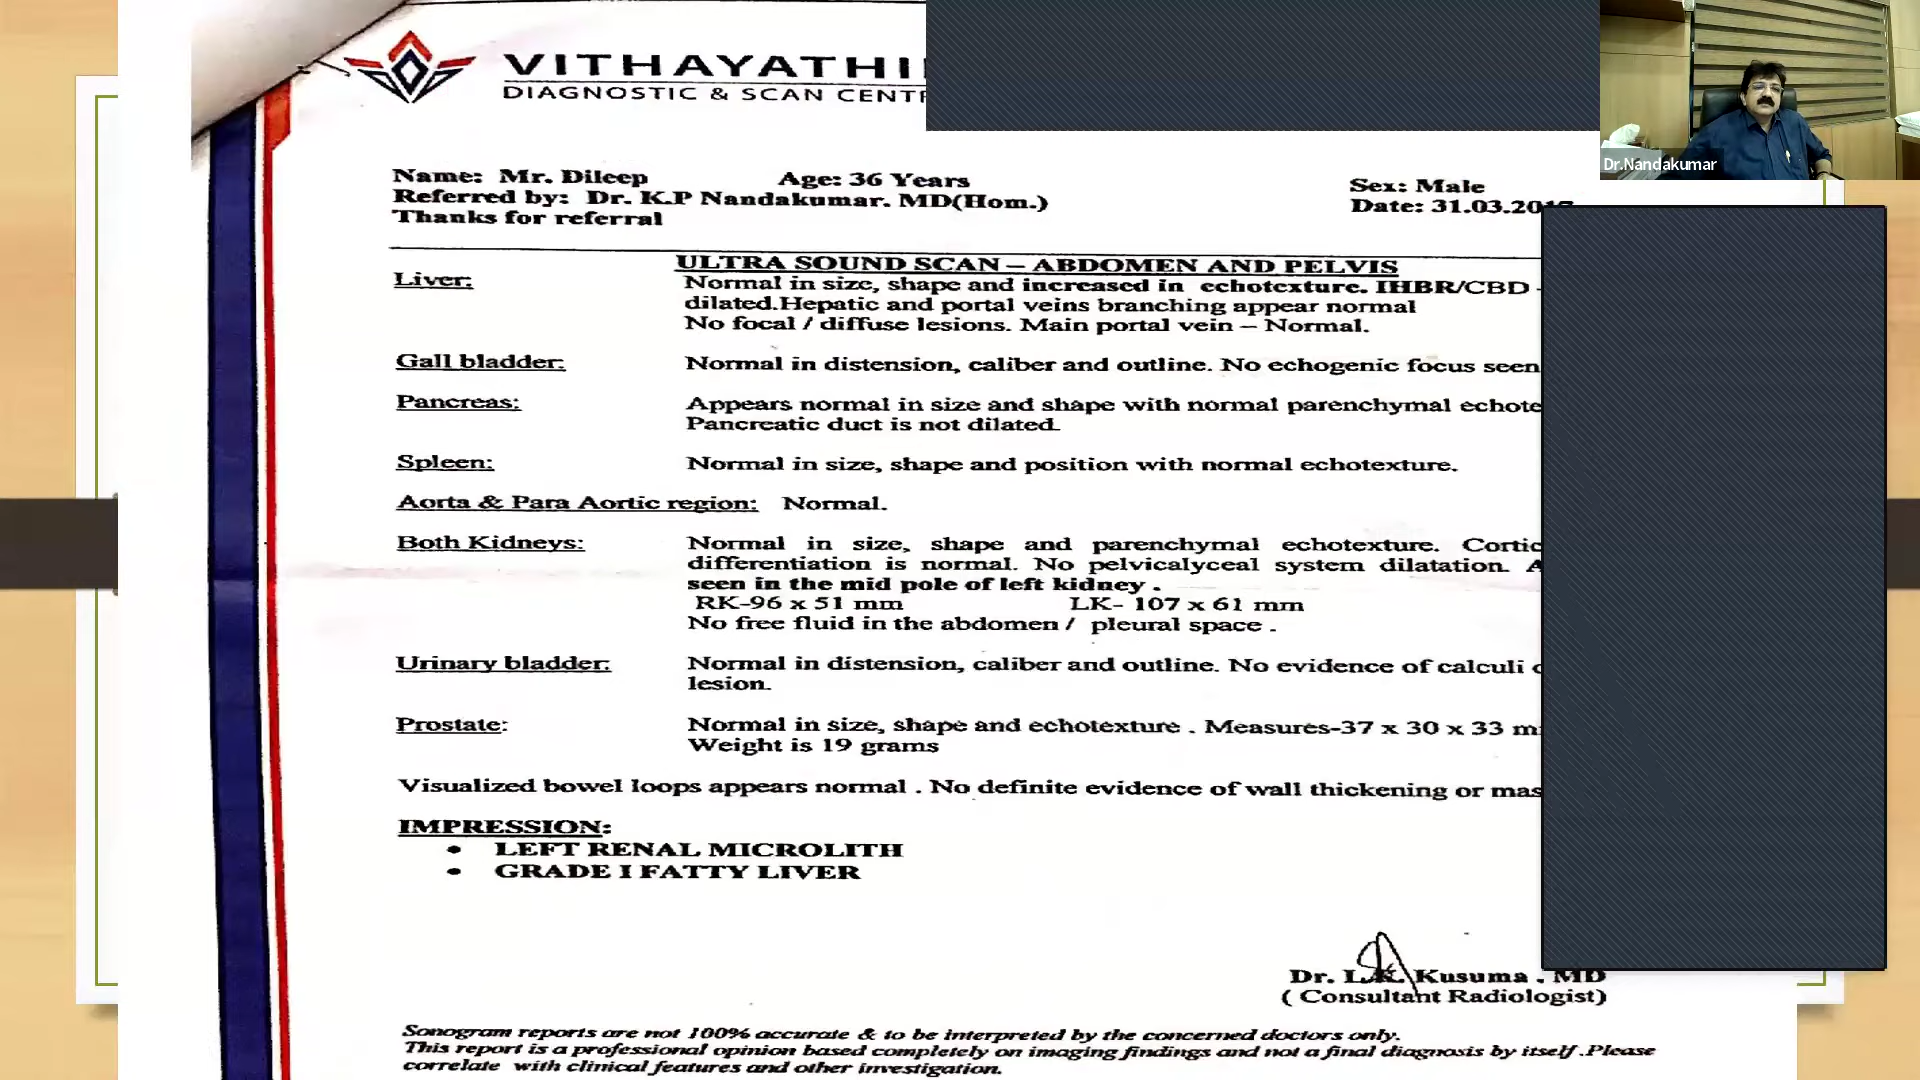 VITHAYATHI
DIAGNOSTIC & SCAN CENT
Dr.Nandakumar
Name: Mr. Dileep Age: 36 Years Sex: Male
Referred by: Dr. K.P Nandakumar. MD(Hom.) Date: 31.03.20
Thanks for referral
ULTRA SOUND SCAN – ABDOMEN AND PELVIS
Liver: Normal in size, shape and increased in echotexture. IHBR/CBD -
dilated.Hepatic and portal veins branching appear normal
No focal / diffuse lesions. Main portal vein – Normal.
Gall bladder: Normal in distension, caliber and outline. No echogenic focus seen
Pancreas: Appears normal in size and shape with normal parenchymal echote
Pancreatic duct is not dilated.
Spleen: Normal in size, shape and position with normal echotexture.
Aorta & Para Aortic region: Normal.
Both Kidneys: Normal in size, shape and parenchymal echotexture. Cortic
differentiation is normal. No pelvicalyceal system dilatation. A
seen in the mid pole of left kidney .
RK-96 x 51 mm LK- 107 x 61 mm
No free fluid in the abdomen / pleural space .
Urinary bladder: Normal in distension, caliber and outline. No evidence of calculi
lesion.
Prostate: Normal in size, shape and echotexture . Measures-37 x 30 x 33 m
Weight is 19 grams
Visualized bowel loops appears normal . No definite evidence of wall thickening or mas
IMPRESSION:
• LEFT RENAL MICROLITH
• GRADE I FATTY LIVER
Dr. L.K. Kusuma . MD
( Consultant Radiologist)
Sonogram reports are not 100% accurate & to be interpreted by the concerned doctors only.
This report is a professional opinion based completely on imaging findings and not a final diagnosis by itself .Please
correlate with clinical features and other investigation.